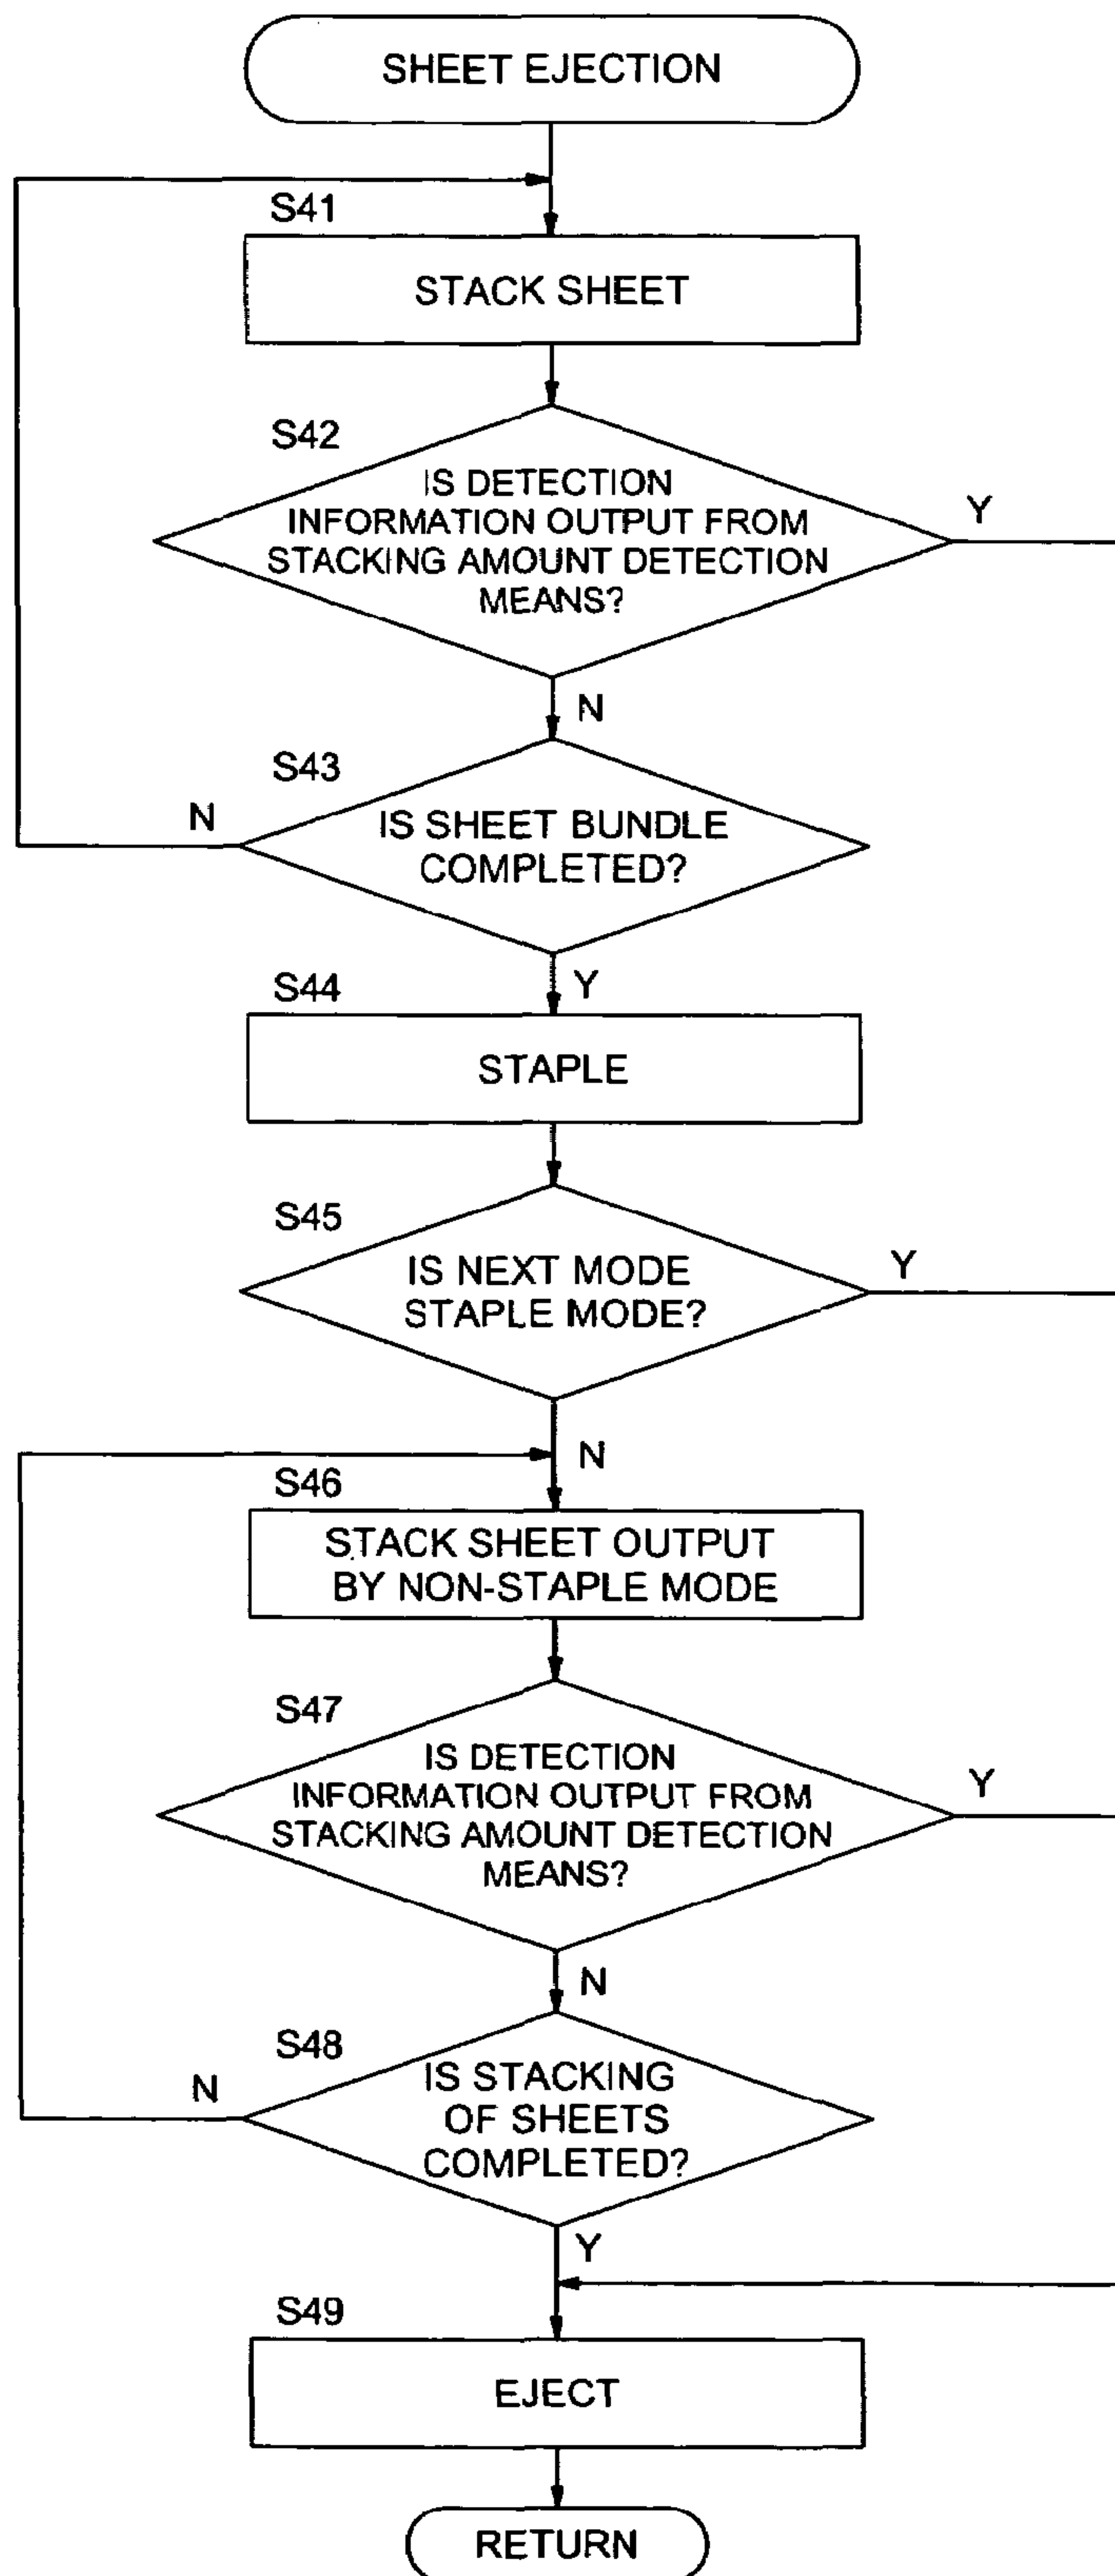 SHEET EJECTION
S41
STACK SHEET
S42
IS DETECTION
INFORMATION OUTPUT FROM
STACKING AMOUNT DETECTION
MEANS?
Y
N
S43
N
IS SHEET BUNDLE
COMPLETED?
Y
S44
STAPLE
S45
IS NEXT MODE
STAPLE MODE?
Y
N
S46
STACK SHEET OUTPUT
BY NON-STAPLE MODE
S47
IS DETECTION
INFORMATION OUTPUT FROM
STACKING AMOUNT DETECTION
MEANS?
Y
N
S48
N
IS STACKING
OF SHEETS
COMPLETED?
Y
S49
EJECT
RETURN